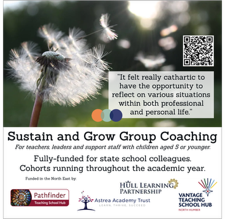 "It felt really cathartic to
have the opportunity to
reflect on various situations
within both professional
and personal life."
Sustain and Grow Group Coaching
For teachers, leaders and support staff with children aged 5 or younger.
Fully-funded for state school colleagues.
Cohorts running throughout the academic year.
Funded in the North East by
Pathfinder
Teaching School Hub
Astrea Academy Trust
HULL LEARNING
PARTNERSHIP
VANTAGE
TEACHING
SCHOOL HUB